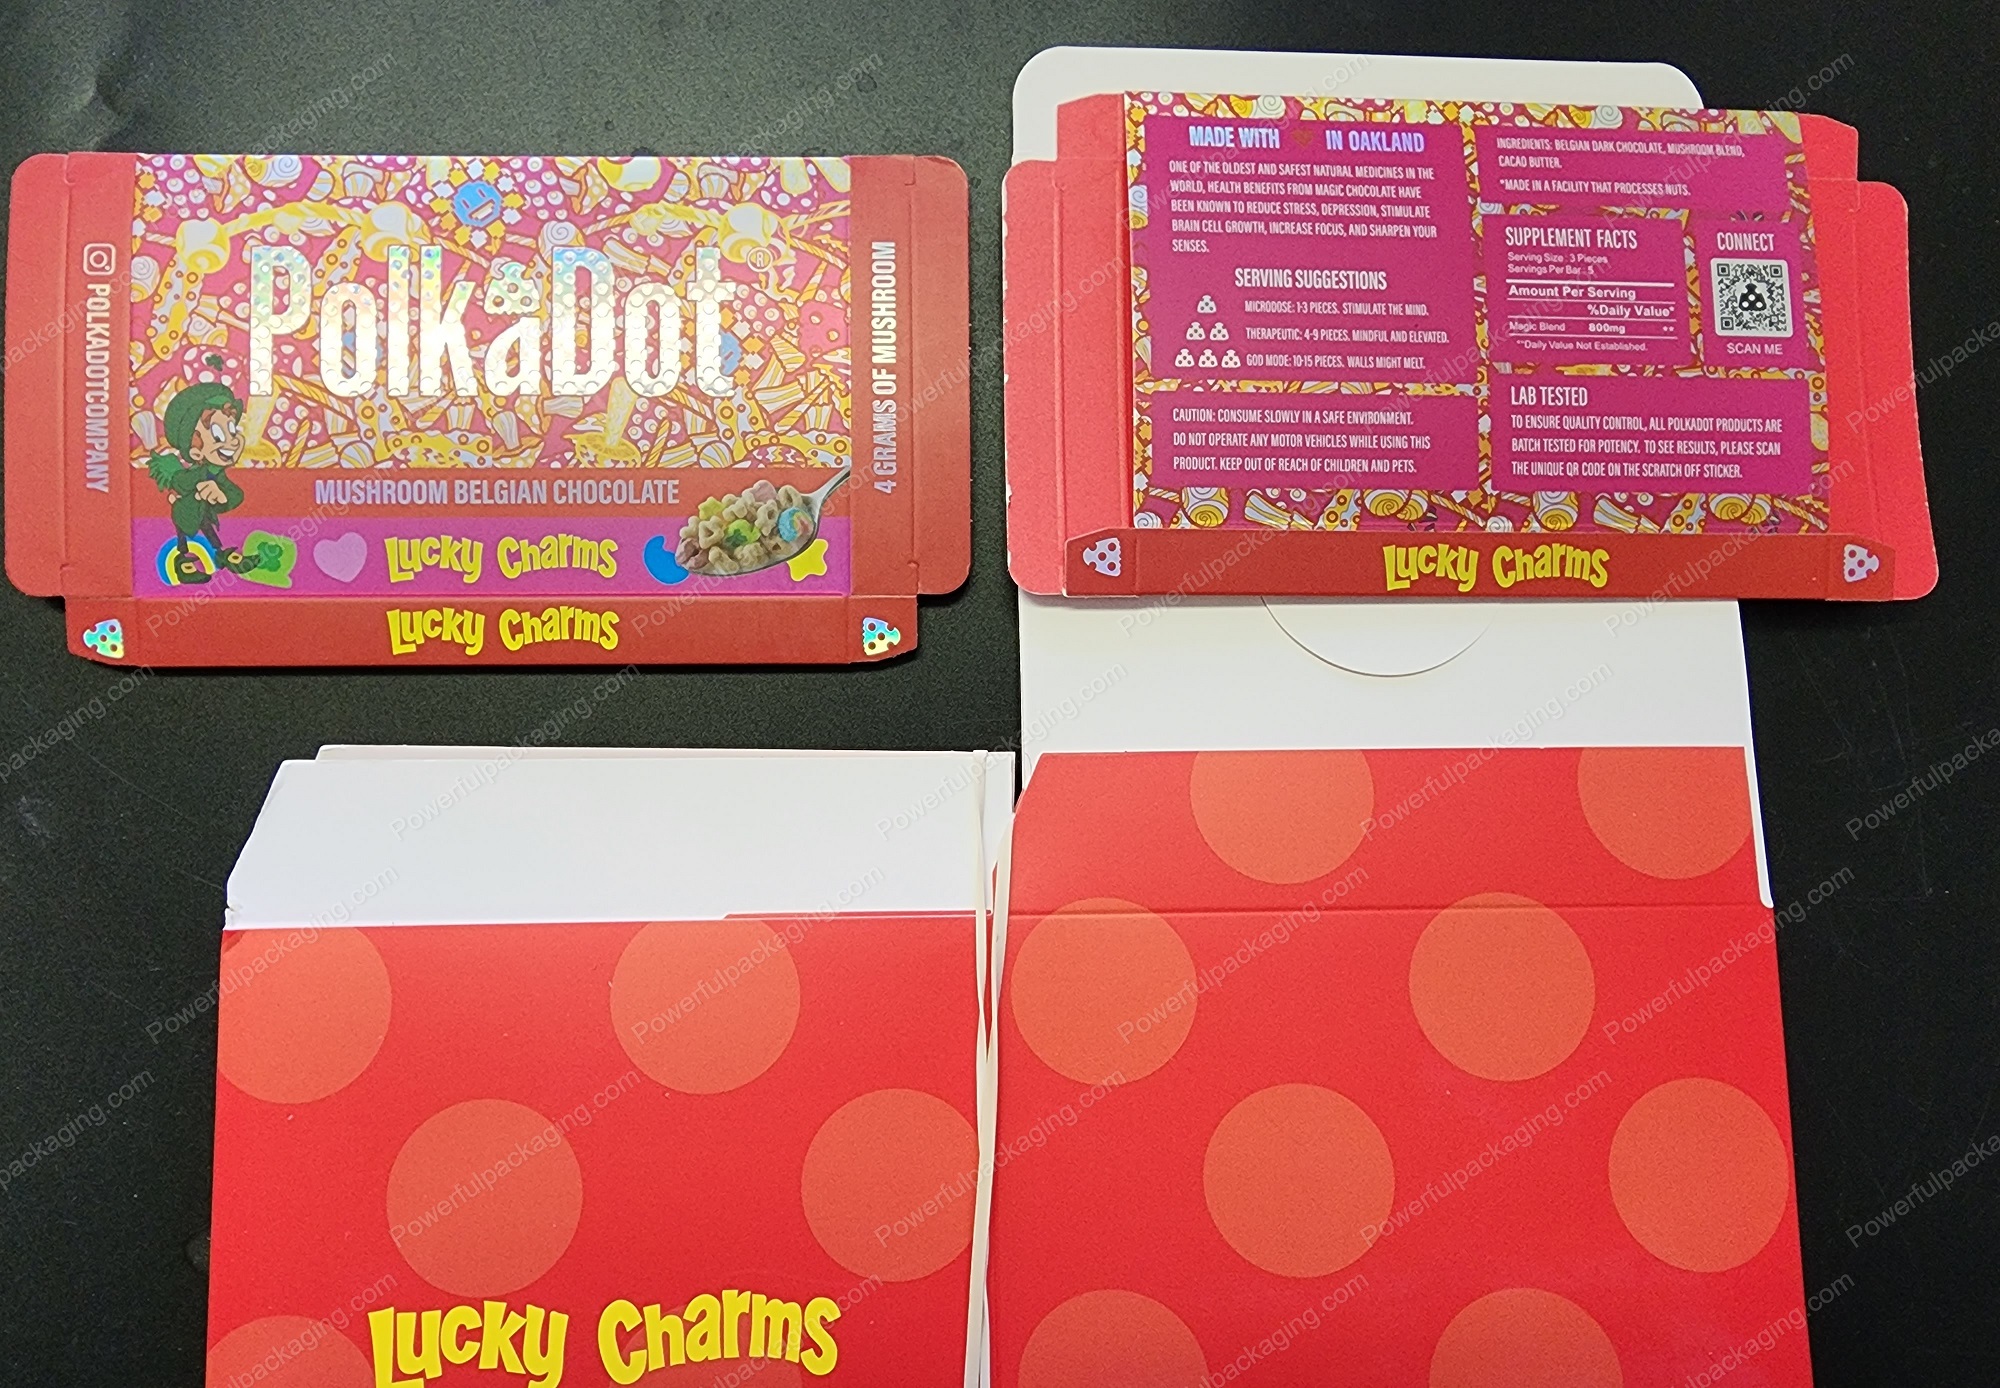 POLKADOTCOMPANY
PolkaDot®
4 GRAMS OF MUSHROOM
MUSHROOM BELGIAN CHOCOLATE
Lucky Charms
Lucky Charms
MADE WITH IN OAKLAND
ONE OF THE OLDEST AND SAFEST NATURAL MEDICINES IN THE
WORLD, HEALTH BENEFITS FROM MAGIC CHOCOLATE HAVE
BEEN KNOWN TO REDUCE STRESS, DEPRESSION, STIMULATE
BRAIN CELL GROWTH, INCREASE FOCUS, AND SHARPEN YOUR
SENSES.
SERVING SUGGESTIONS
MICRODOSE: 1-3 PIECES. STIMULATE THE MIND.
THERAPEUTIC: 4-9 PIECES. MINDFUL AND ELEVATED.
GOD MODE: 10-15 PIECES. WALLS MIGHT MELT.
CAUTION: CONSUME SLOWLY IN A SAFE ENVIRONMENT.
DO NOT OPERATE ANY MOTOR VEHICLES WHILE USING THIS
PRODUCT. KEEP OUT OF REACH OF CHILDREN AND PETS.
INGREDIENTS: BELGIAN DARK CHOCOLATE, MUSHROOM BLEND,
CACAO BUTTER.
*MADE IN A FACILITY THAT PROCESSES NUTS.
SUPPLEMENT FACTS
Serving Size : 3 Pieces
Servings Per Bar : 5
Amount Per Serving
%Daily Value*
Magic Blend 800mg **
**Daily Value Not Established.
CONNECT
SCAN ME
LAB TESTED
TO ENSURE QUALITY CONTROL, ALL POLKADOT PRODUCTS ARE
BATCH TESTED FOR POTENCY. TO SEE RESULTS, PLEASE SCAN
THE UNIQUE QR CODE ON THE SCRATCH OFF STICKER.
Lucky Charms
Lucky Charms
Powerfulpackaging.com